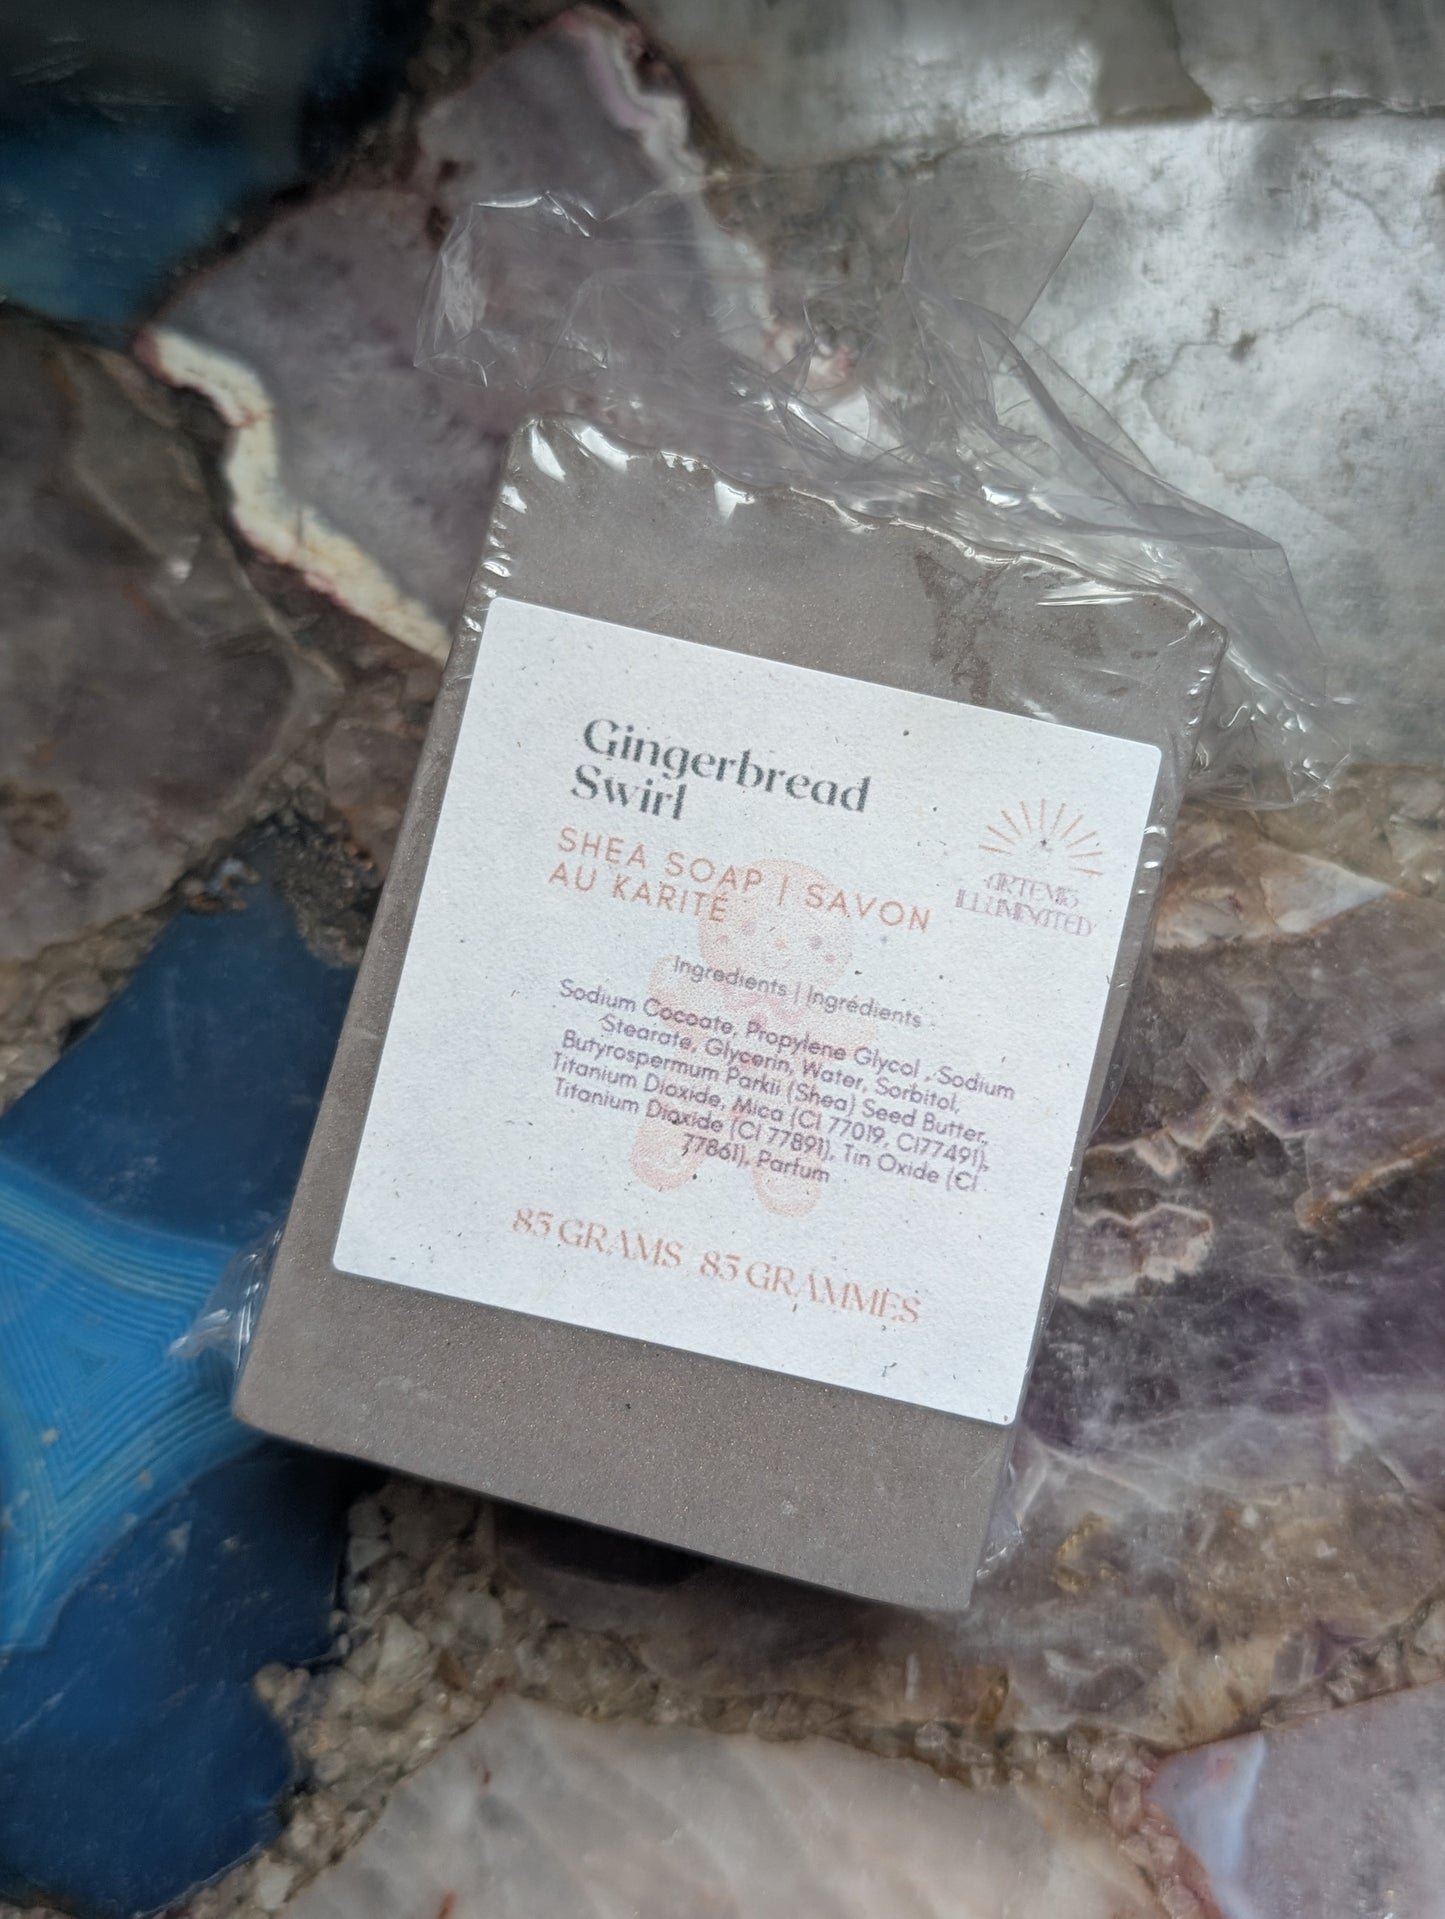 Gingerbread
Swirl
SHEA SOAP | SAVON
AU KARITÉ
ARTEMIS
ILLUMINATED
Ingredients | Ingrédients
Sodium Cocoate, Propylene Glycol , Sodium
Stearate, Glycerin, Water, Sorbitol,
Butyrospermum Parkii (Shea) Seed Butter,
Titanium Dioxide, Mica (CI 77019, CI77491),
Titanium Dioxide (CI 77891), Tin Oxide (CI
77861), Parfum
85 GRAMS 85 GRAMMES